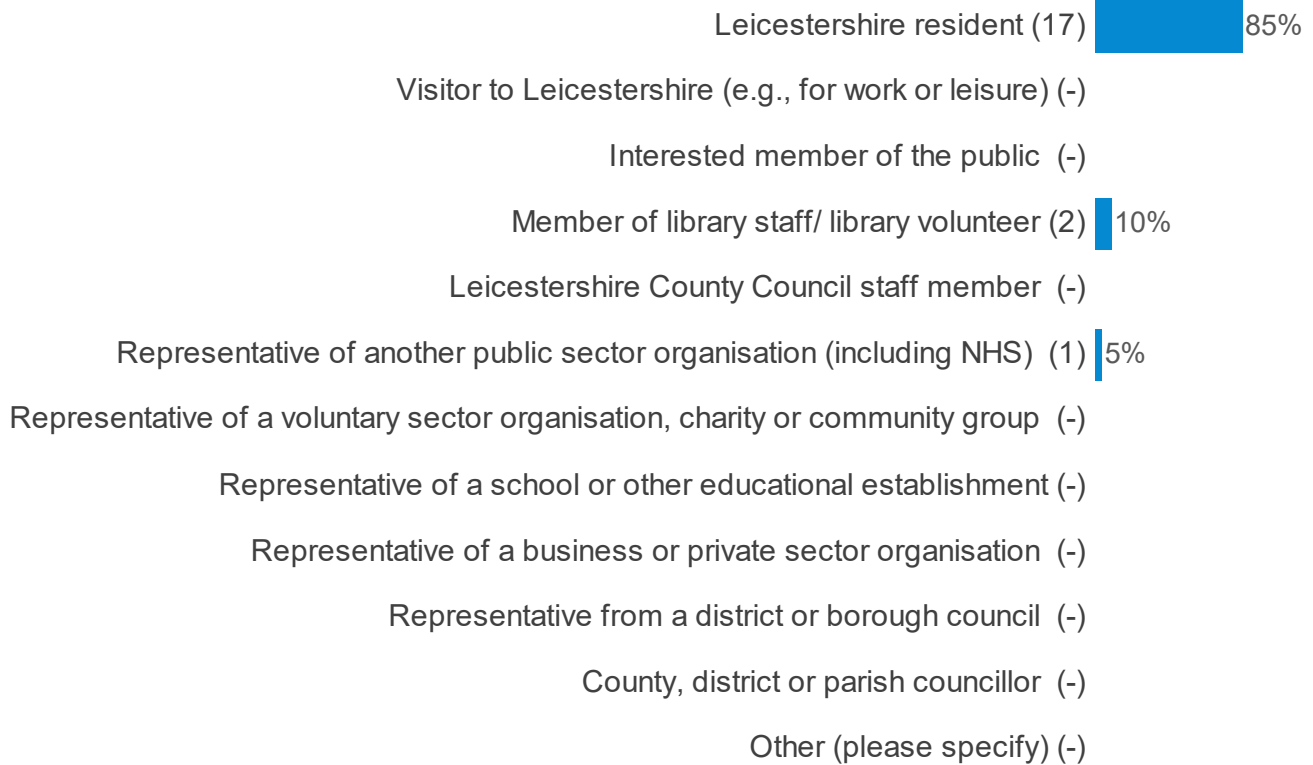 Leicestershire resident (17) 85%
Visitor to Leicestershire (e.g., for work or leisure) (-)
Interested member of the public (-)
Member of library staff/ library volunteer (2) 10%
Leicestershire County Council staff member (-)
Representative of another public sector organisation (including NHS) (1) 5%
Representative of a voluntary sector organisation, charity or community group (-)
Representative of a school or other educational establishment (-)
Representative of a business or private sector organisation (-)
Representative from a district or borough council (-)
County, district or parish councillor (-)
Other (please specify) (-)